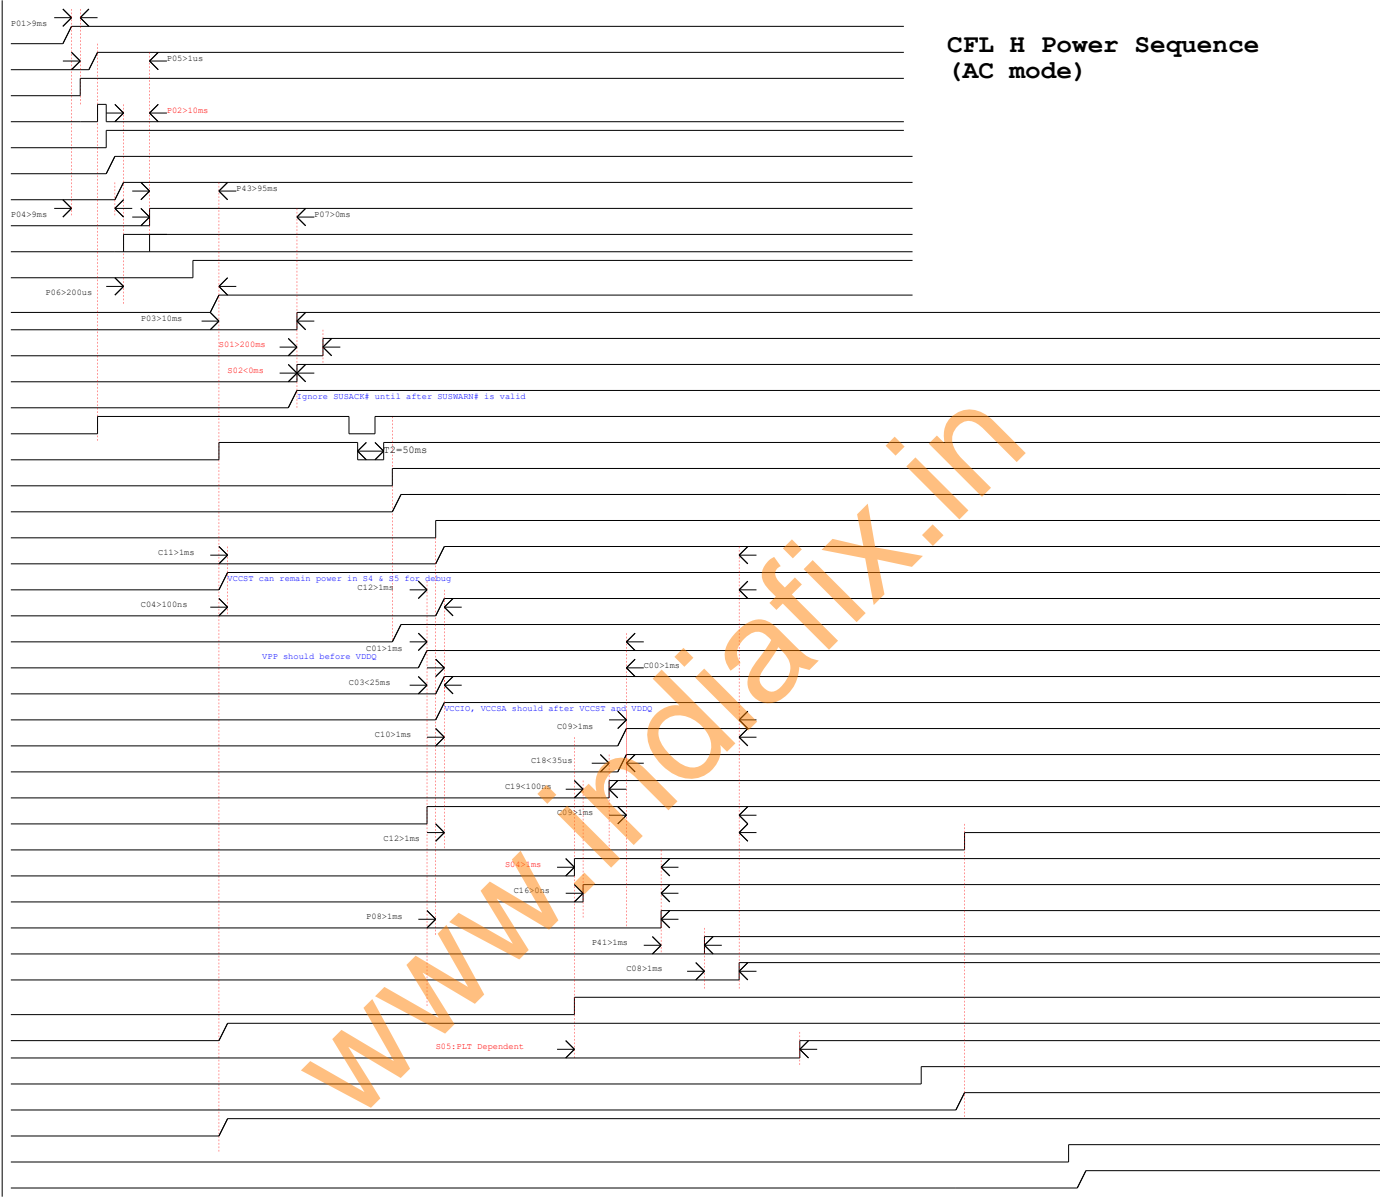 P01>9ms
CFL H Power Sequence
(AC mode)
P05>1us
P02>10ms
P43>95ms
P04>9ms
P07>0ms
P06>200us
P03>10ms
S01>200ms
S02<0ms
Ignore SUSACK# until after SUSWARN# is valid
T2=50ms
C11>1ms
VCCST can remain power in S4 & S5 for debug
C12>1ms
C04>100ns
C01>1ms
VPP should before VDDQ
C00>1ms
C03<25ms
VCCIO, VCCSA should after VCCST and VDDQ
C09>1ms
C10>1ms
C18<35us
C19<100ns
C09>1ms
C12>1ms
S04>1ms
C16>0ns
P08>1ms
P41>1ms
C08>1ms
S05:PLT Dependent
www.indiafix.in